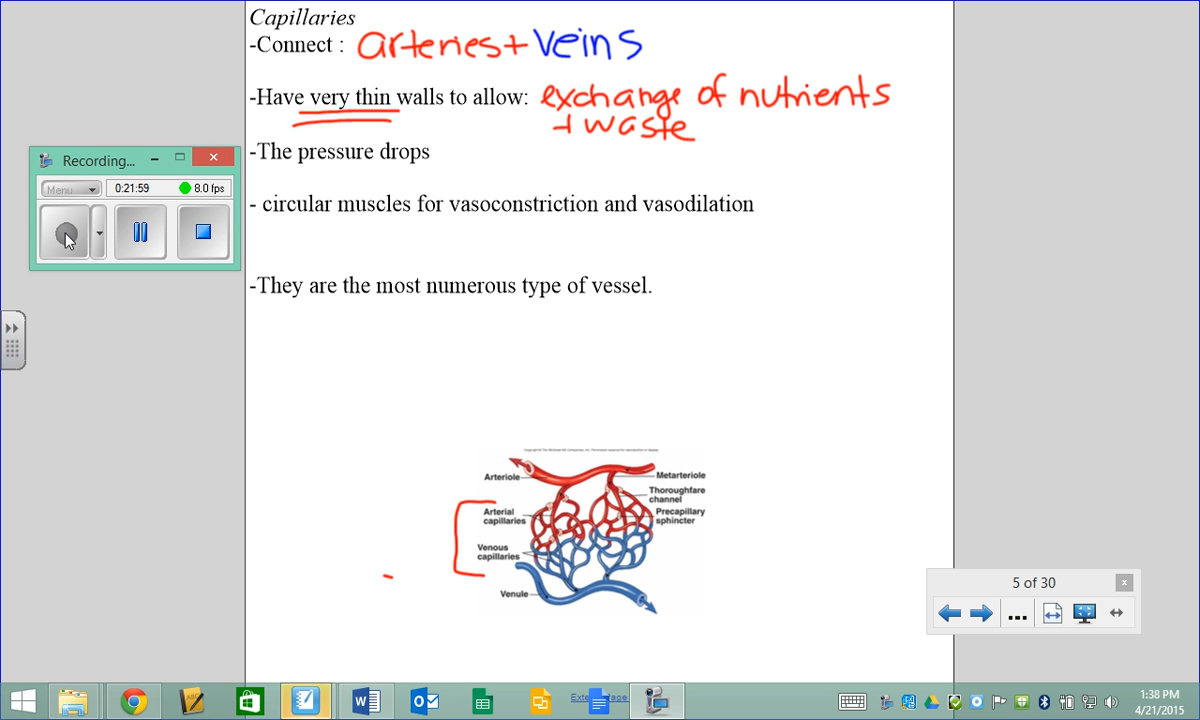 Capillaries
-Connect : arteries + veins
-Have very thin walls to allow: exchange of nutrients
+ waste
-The pressure drops
- circular muscles for vasoconstriction and vasodilation
-They are the most numerous type of vessel.
Recording...
Menu 0:21:59 8.0 fps
Arteriole
Metarteriole
Thoroughfare
channel
Arterial
capillaries
Precapillary
sphincter
Venous
capillaries
Venule
5 of 30
1:38 PM
4/21/2015